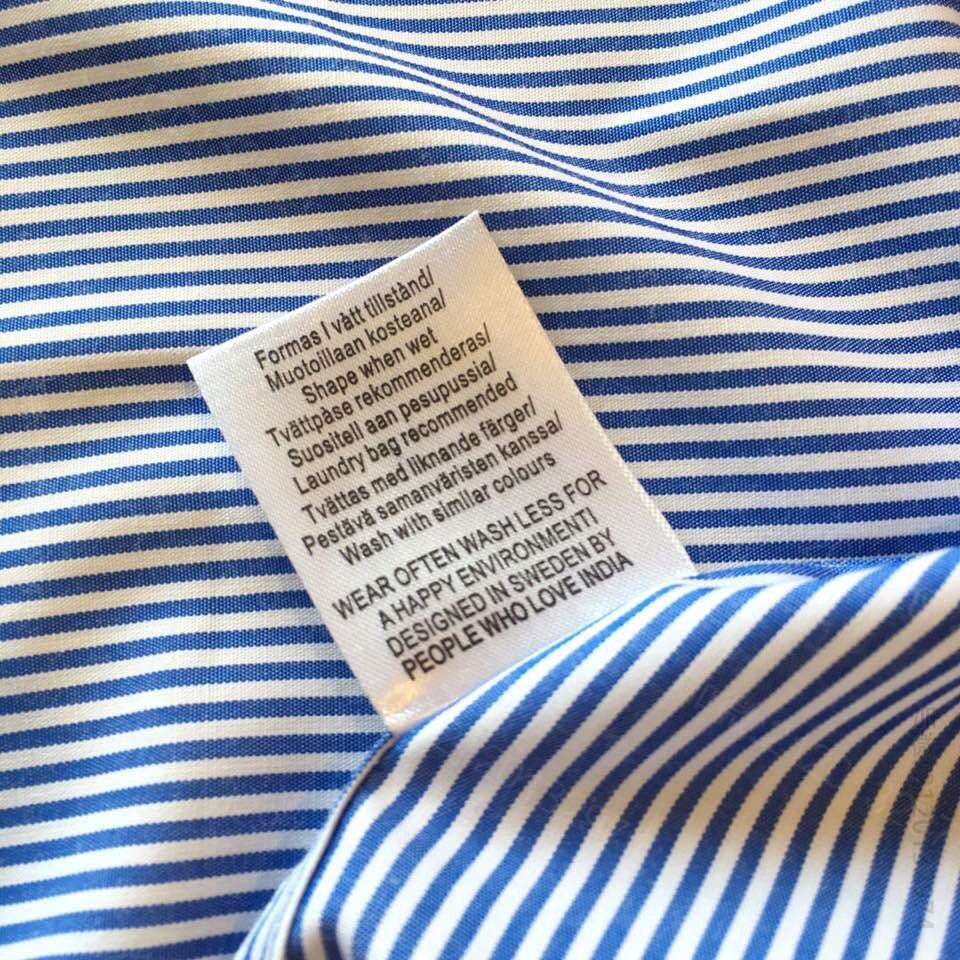 Formas I vått tillstånd/
Muotoillaan kosteana/
Shape when wet
Tvättpåse rekommenderas/
Suositell aan pesupussia/
Laundry bag recommended
Tvättas med liknande färger/
Pestävä samanväristen kanssa/
Wash with similar colours
WEAR OFTEN WASH LESS FOR
A HAPPY ENVIRONMENT!
DESIGNED IN SWEDEN BY
PEOPLE WHO LOVE INDIA